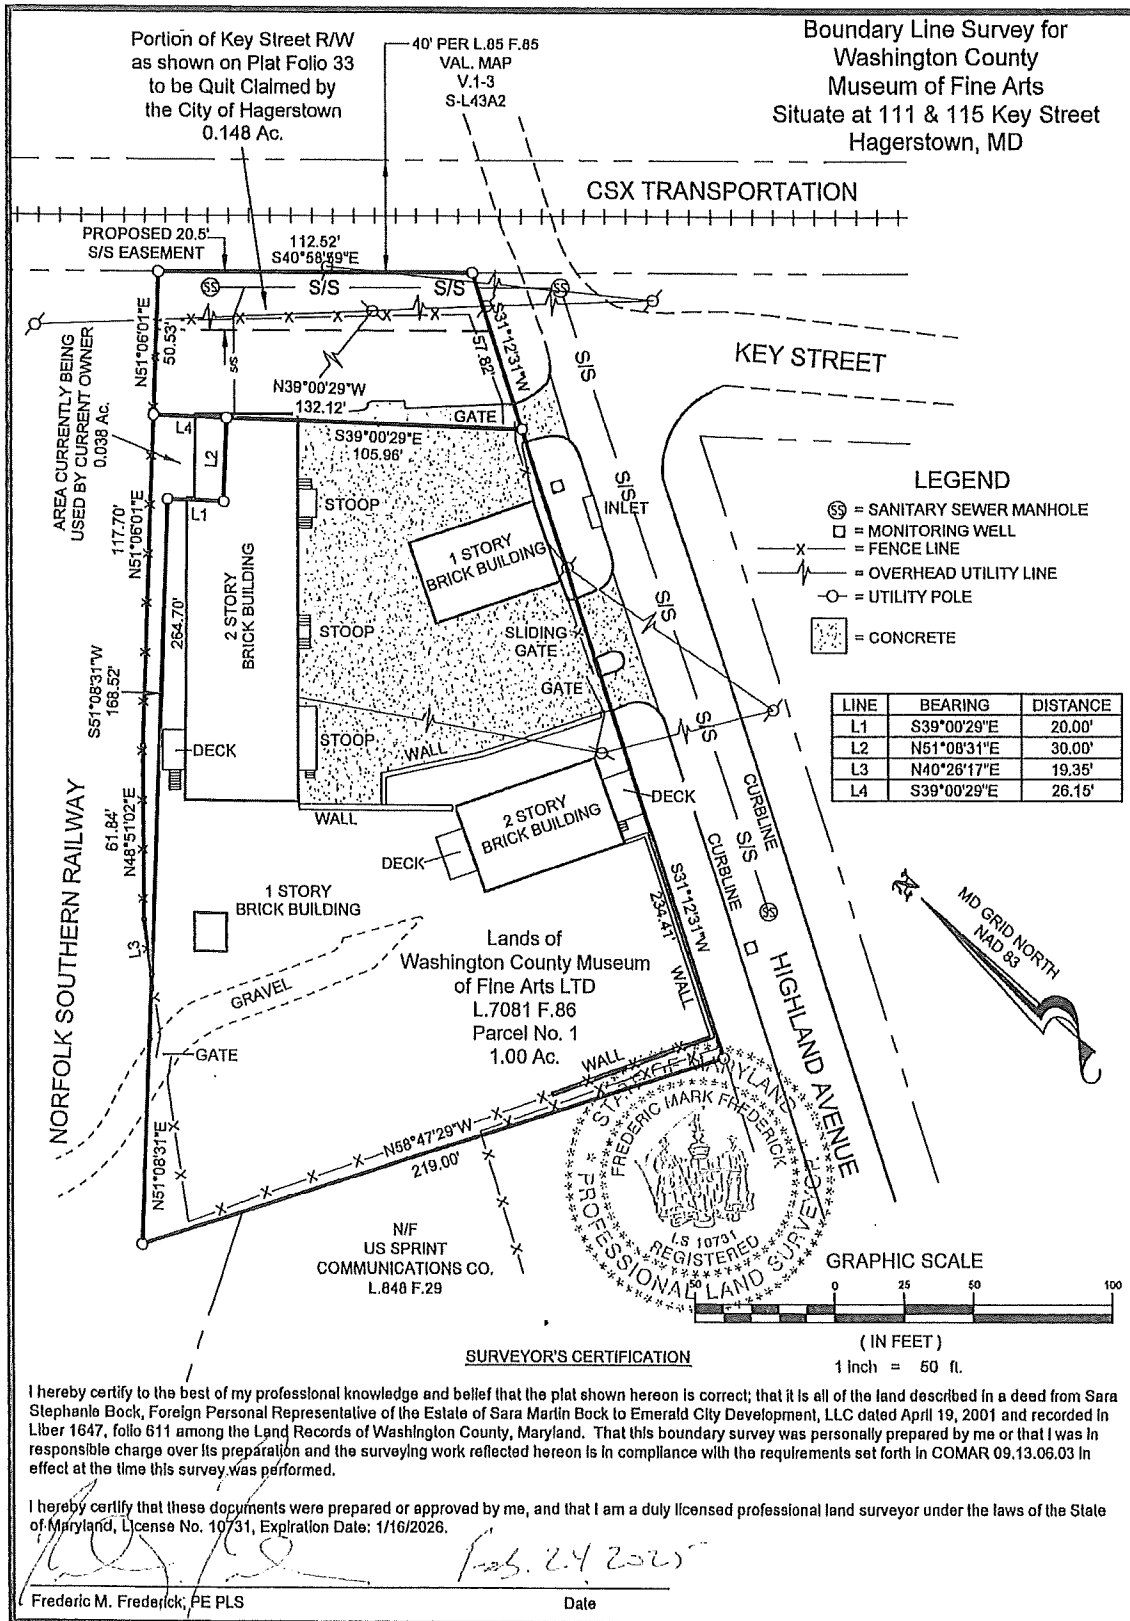 Boundary Line Survey for
Washington County
Museum of Fine Arts
Situate at 111 & 115 Key Street
Hagerstown, MD
Portion of Key Street R/W
as shown on Plat Folio 33
to be Quit Claimed by
the City of Hagerstown
0.148 Ac.
40' PER L.85 F.85
VAL. MAP
V.1-3
S-L43A2
CSX TRANSPORTATION
PROPOSED 20.5'
S/S EASEMENT
112.52'
S40°58'59"E
SS
S/S
S/S
SS
N51°06'01"E
50.53'
S/S
S31°12'31"W
57.82'
S/S
KEY STREET
N39°00'29"W
132.12'
GATE
S39°00'29"E
105.96'
AREA CURRENTLY BEING
USED BY CURRENT OWNER
0.038 Ac.
L4
L2
L1
117.70'
N51°06'01"E
264.70'
2 STORY
BRICK BUILDING
STOOP
1 STORY
BRICK BUILDING
INLET
S/S
S/S
STOOP
SLIDING
GATE
GATE
S51°08'31"W
168.52'
DECK
STOOP
WALL
S/S
LEGEND
SS = SANITARY SEWER MANHOLE
= MONITORING WELL
X = FENCE LINE
= OVERHEAD UTILITY LINE
= UTILITY POLE
= CONCRETE
LINE BEARING DISTANCE
L1 S39°00'29"E 20.00'
L2 N51°08'31"E 30.00'
L3 N40°26'17"E 19.35'
L4 S39°00'29"E 26.15'
WALL
2 STORY
BRICK BUILDING
DECK
DECK
CURBLINE
CURBLINE
S/S
SS
61.84'
N48°51'02"E
NORFOLK SOUTHERN RAILWAY
1 STORY
BRICK BUILDING
L3
S31°12'31"W
234.41'
WALL
MD GRID NORTH
NAD 83
Lands of
Washington County Museum
of Fine Arts LTD
L.7081 F.86
Parcel No. 1
1.00 Ac.
GRAVEL
GATE
WALL
HIGHLAND AVENUE
N51°08'31"E
N58°47'29"W
219.00'
STATE OF MARYLAND
FREDERIC MARK FREDERICK
LS 10731
REGISTERED
PROFESSIONAL LAND SURVEYOR
N/F
US SPRINT
COMMUNICATIONS CO.
L.848 F.29
GRAPHIC SCALE
50 0 25 50 100
( IN FEET )
1 inch = 50 ft.
SURVEYOR'S CERTIFICATION
I hereby certify to the best of my professional knowledge and belief that the plat shown hereon is correct; that it is all of the land described in a deed from Sara
Stephanie Bock, Foreign Personal Representative of the Estate of Sara Martin Bock to Emerald City Development, LLC dated April 19, 2001 and recorded in
Liber 1647, folio 611 among the Land Records of Washington County, Maryland. That this boundary survey was personally prepared by me or that I was in
responsible charge over its preparation and the surveying work reflected hereon is in compliance with the requirements set forth in COMAR 09.13.06.03 in
effect at the time this survey was performed.
I hereby certify that these documents were prepared or approved by me, and that I am a duly licensed professional land surveyor under the laws of the State
of Maryland, License No. 10731, Expiration Date: 1/16/2026.
Feb. 24 2025
Frederic M. Frederick, PE PLS Date